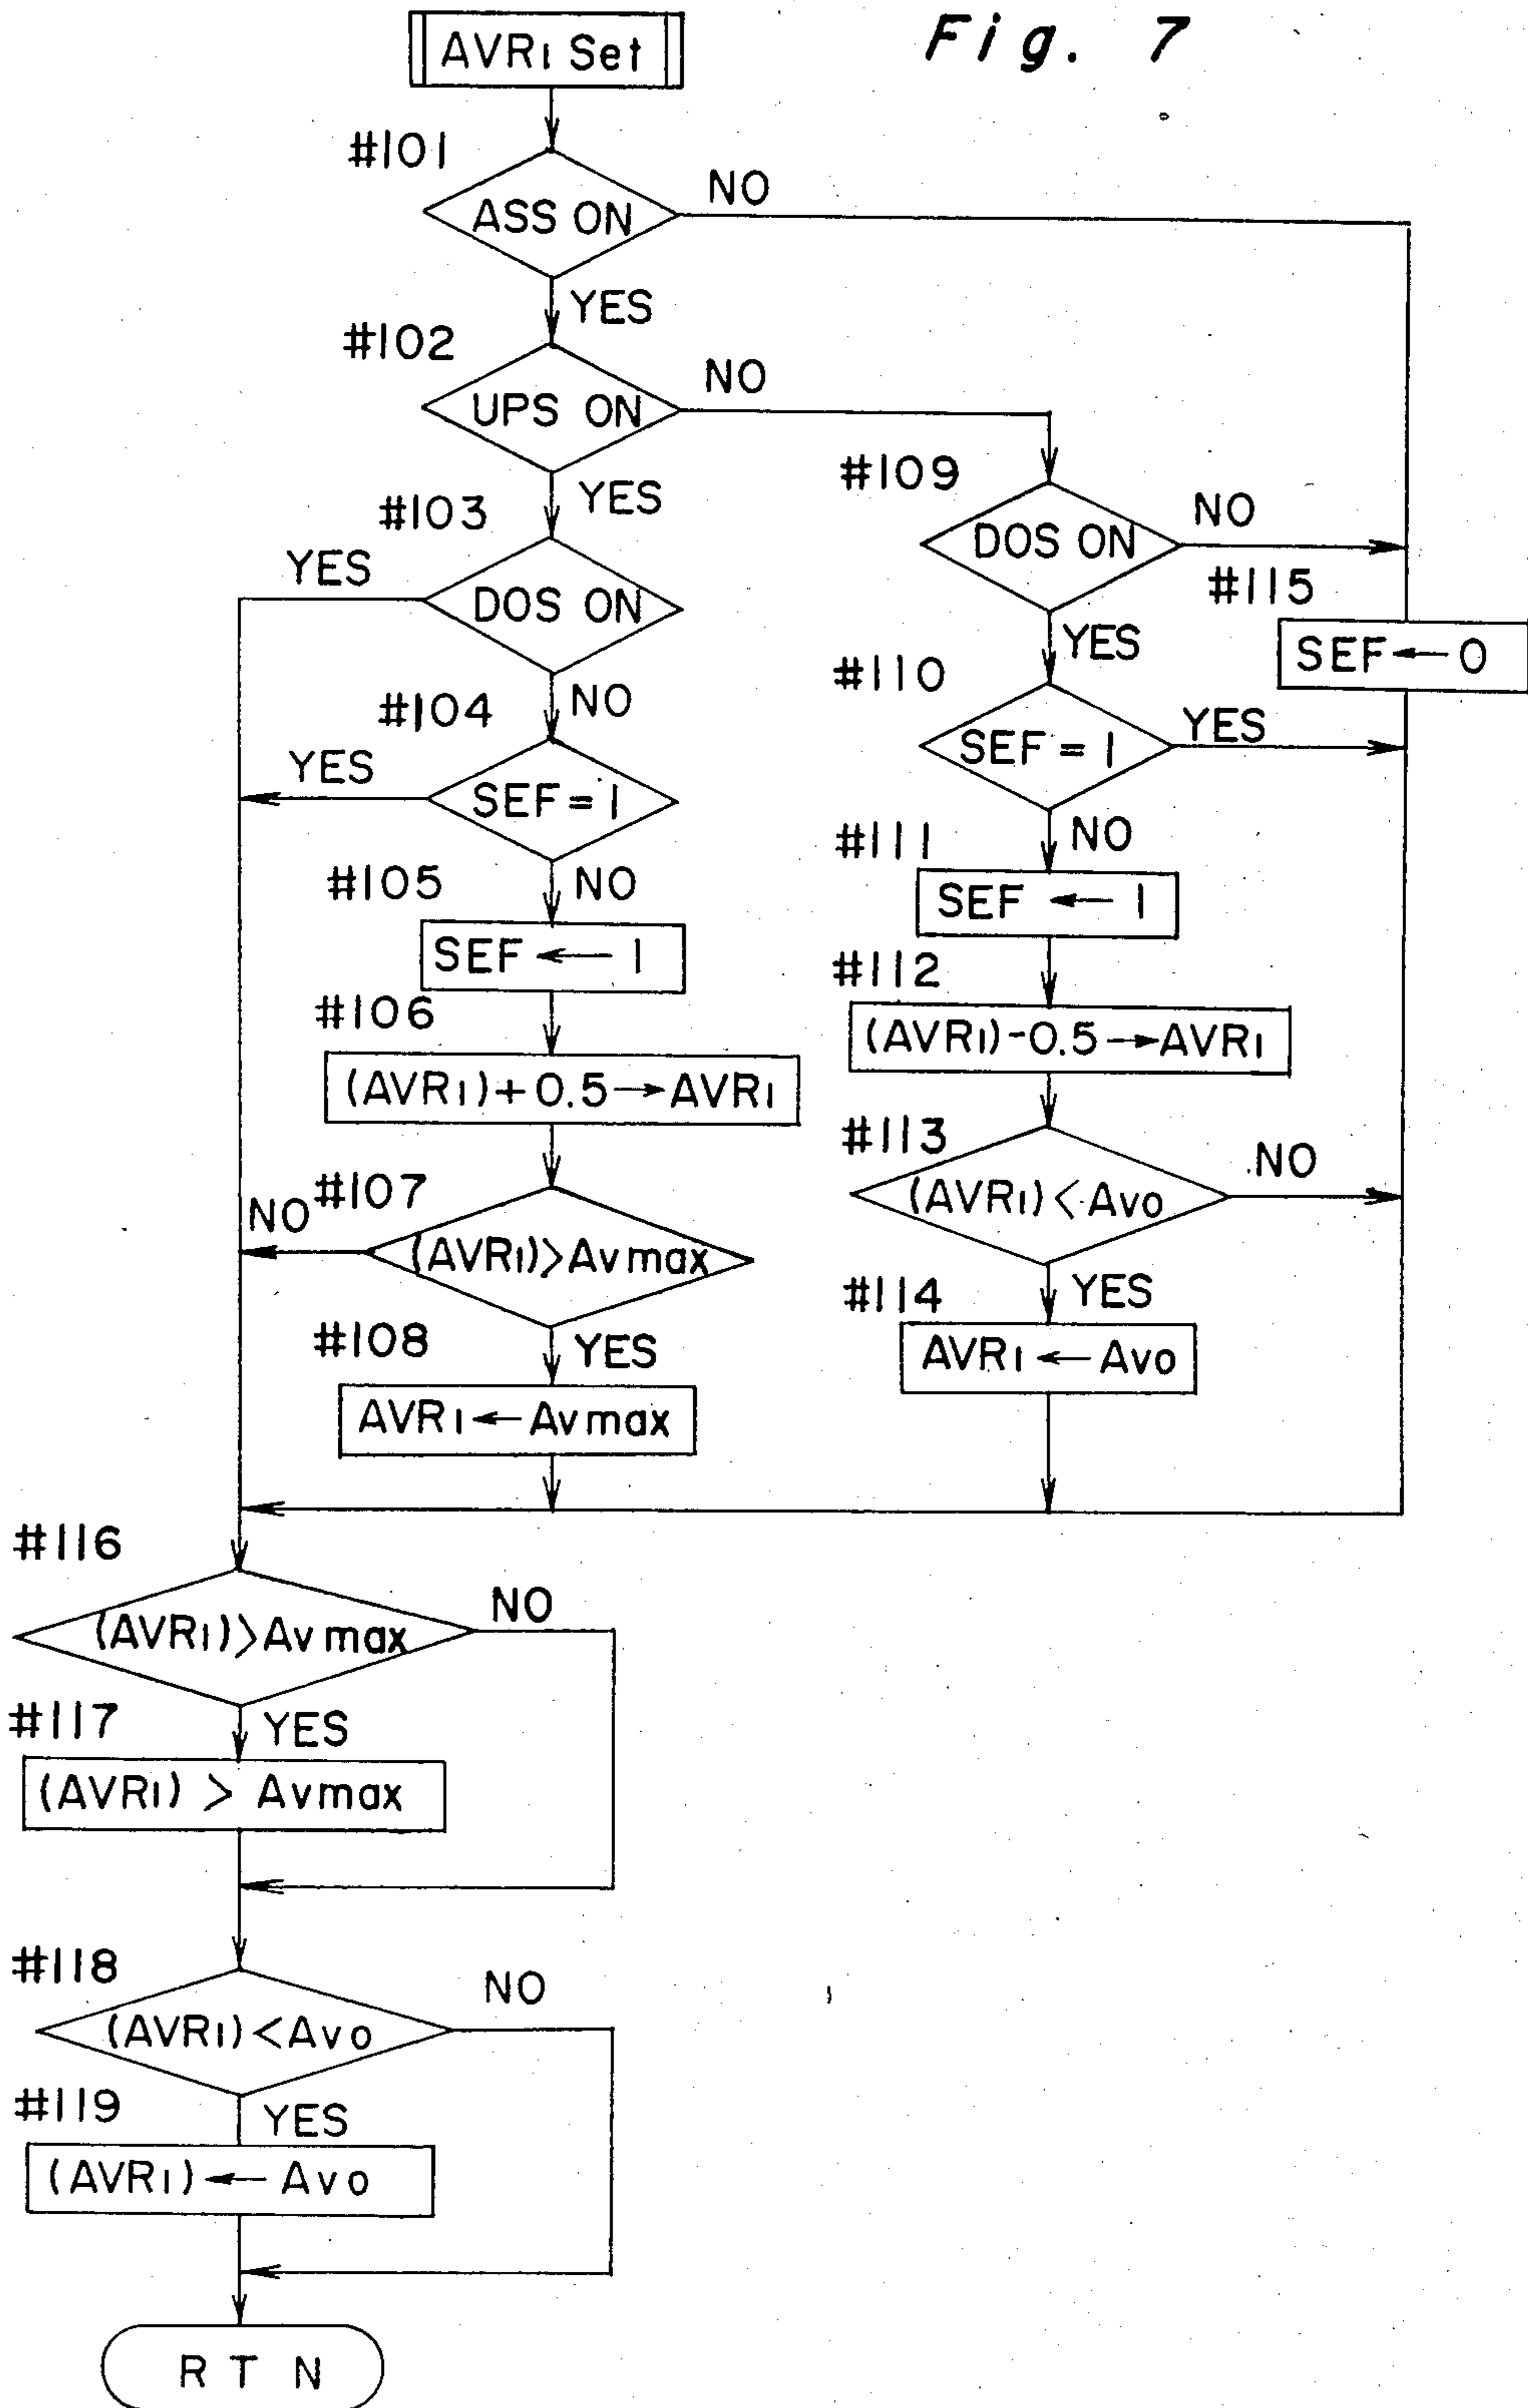 Fig. 7
AVR1 Set
#101
ASS ON
NO
YES
#102
UPS ON
NO
YES
#103
DOS ON
YES
NO
#104
SEF=1
YES
NO
#105
SEF ← 1
#106
(AVR1)+0.5→AVR1
#107
(AVR1)>Avmax
NO
YES
#108
AVR1←Avmax
#109
DOS ON
NO
YES
#110
SEF=1
YES
NO
#111
SEF ← 1
#112
(AVR1)-0.5→AVR1
#113
(AVR1)<Avo
NO
YES
#114
AVR1←Avo
#115
SEF←0
#116
(AVR1)>Avmax
NO
YES
#117
(AVR1) > Avmax
#118
(AVR1)<Avo
NO
YES
#119
(AVR1)← Avo
RTN